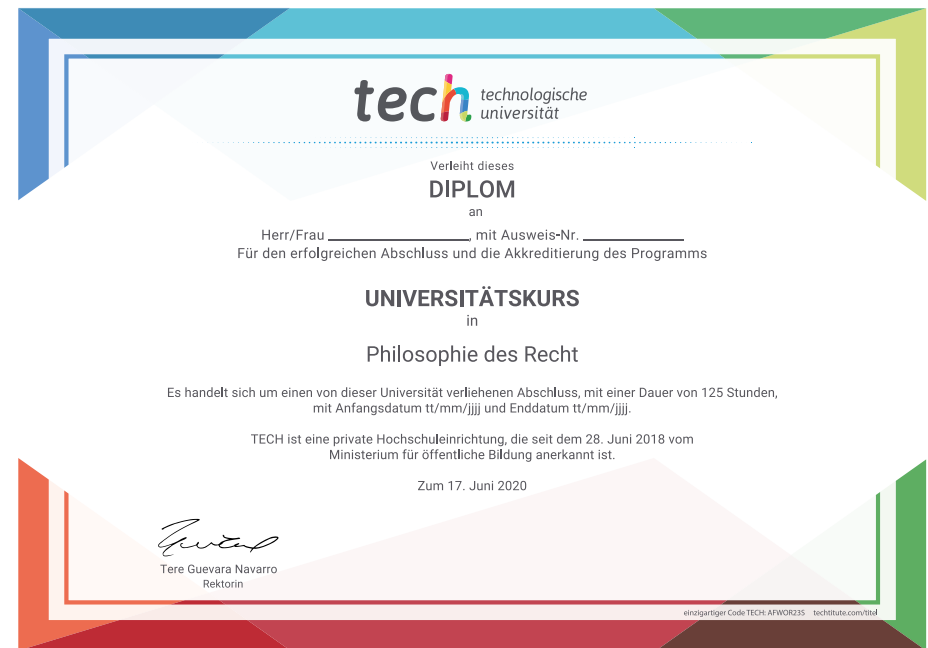 tech technologische
universität
Verleiht dieses
DIPLOM
an
Herr/Frau ____________________, mit Ausweis-Nr. ______________
Für den erfolgreichen Abschluss und die Akkreditierung des Programms
UNIVERSITÄTSKURS
in
Philosophie des Recht
Es handelt sich um einen von dieser Universität verliehenen Abschluss, mit einer Dauer von 125 Stunden,
mit Anfangsdatum tt/mm/jjjj und Enddatum tt/mm/jjjj.
TECH ist eine private Hochschuleinrichtung, die seit dem 28. Juni 2018 vom
Ministerium für öffentliche Bildung anerkannt ist.
Zum 17. Juni 2020
Tere Guevara Navarro
Rektorin
einzigartiger Code TECH: AFWOR23S techtitute.com/titel